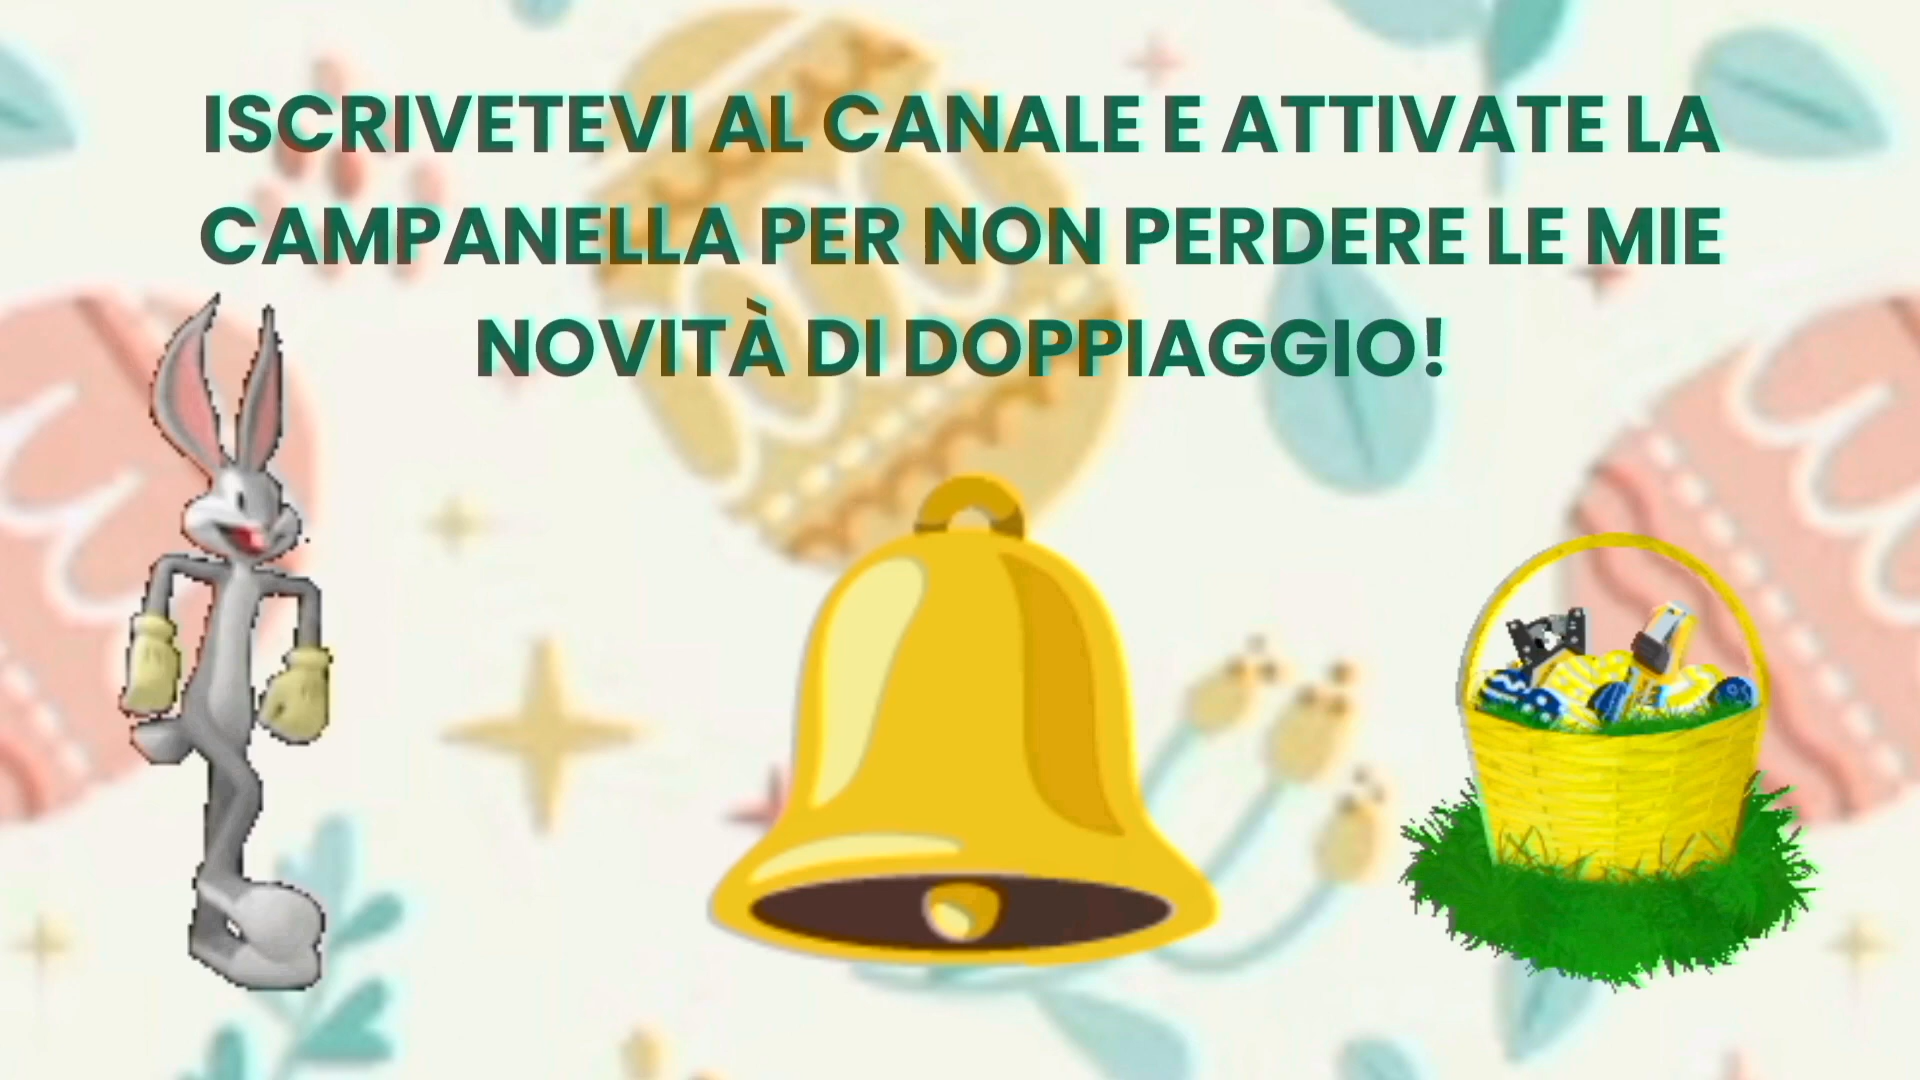 ISCRIVETEVI AL CANALE E ATTIVATE LA
CAMPANELLA PER NON PERDERE LE MIE
NOVITÀ DI DOPPIAGGIO!